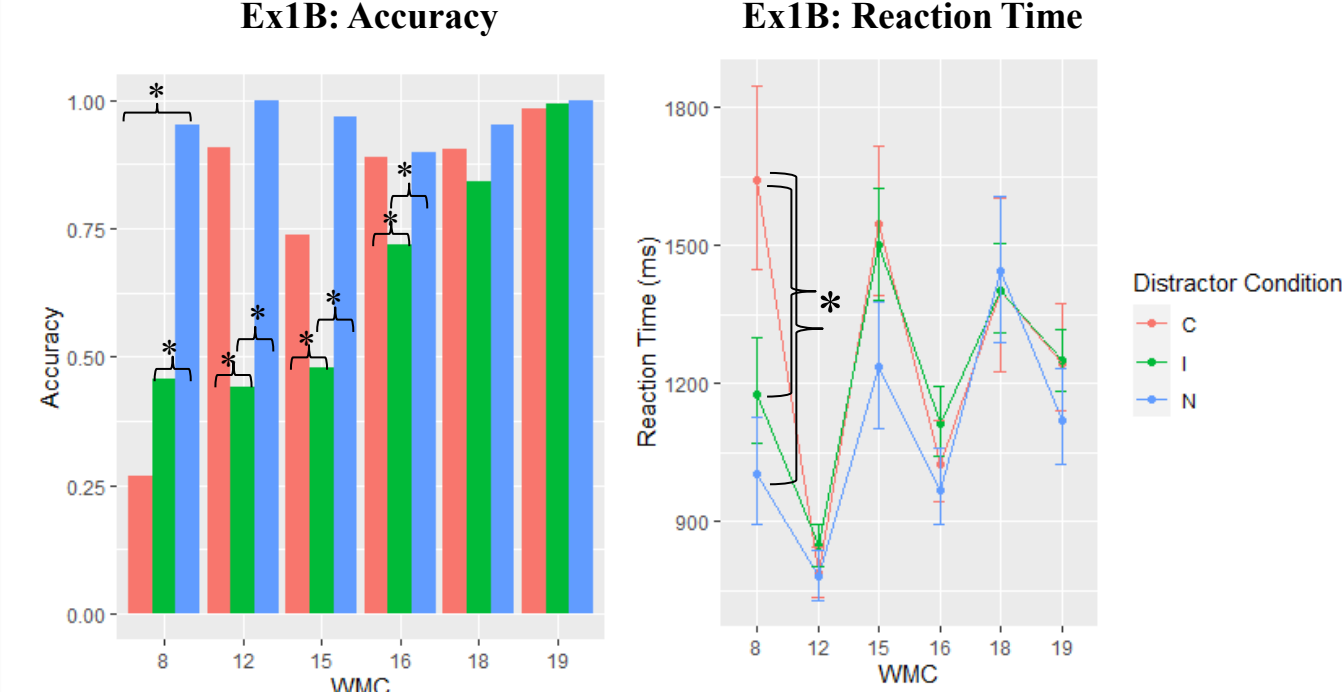 Ex1B: Accuracy
1.00
0.75
0.50
0.25
0.00
Accuracy
*
*
*
*
*
*
*
*
8 12 15 16 18 19
WMC
Ex1B: Reaction Time
1800
1500
1200
900
Reaction Time (ms)
*
8 12 15 16 18 19
WMC
Distractor Condition
C
I
N